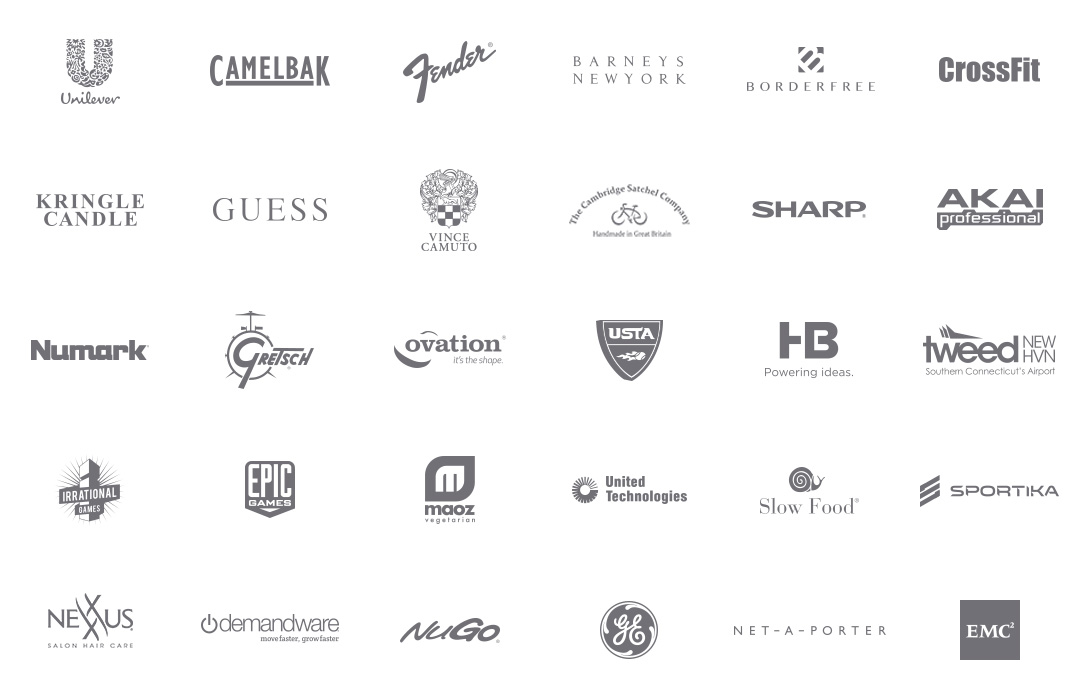 Unilever
CAMELBAK
Fender®
BARNEYS
NEWYORK
BORDERFREE
CrossFit
KRINGLE
CANDLE
GUESS
VINCE
CAMUTO
The Cambridge Satchel Company
Handmade in Great Britain
SHARP®
AKAI
professional
Numark
GRETSCH
ovation®
it's the shape.
USTA
HB
Powering ideas.
tweed NEW
HVN
Southern Connecticut's Airport
IRRATIONAL
GAMES
EPIC
GAMES
m
maoz
vegetarian
United
Technologies
Slow Food®
SPORTIKA
NEXXUS
SALON HAIR CARE
demandware
move faster, grow faster
NuGo
GE
NET-A-PORTER
EMC²